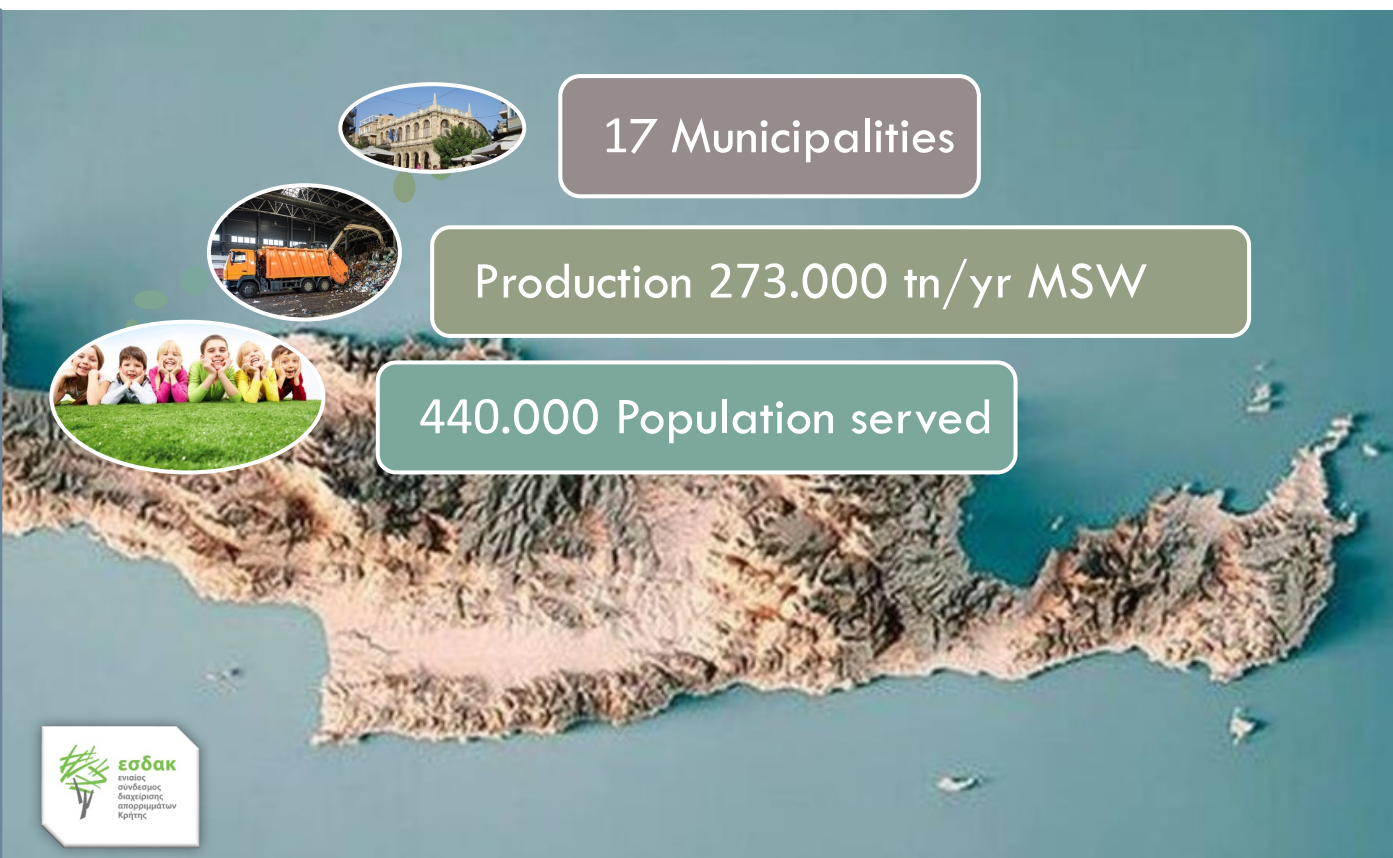 17 Municipalities
Production 273.000 tn/yr MSW
440.000 Population served
εσδακ
ενιαίος
σύνδεσμος
διαχείρισης
απορριμμάτων
Κρήτης